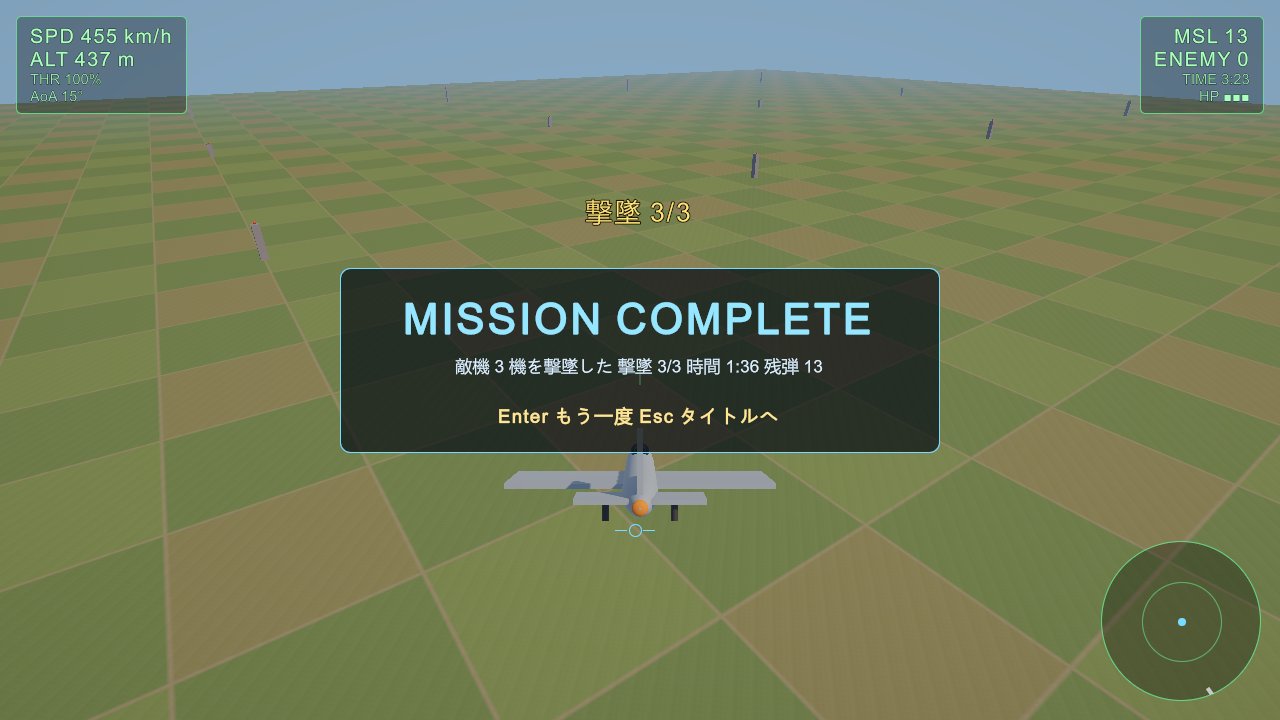 SPD 455 km/h
ALT 437 m
THR 100%
AoA 15°
MSL 13
ENEMY 0
TIME 3:23
HP
撃墜 3/3
MISSION COMPLETE
敵機 3 機を撃墜した 撃墜 3/3 時間 1:36 残弾 13
Enter もう一度 Esc タイトルへ